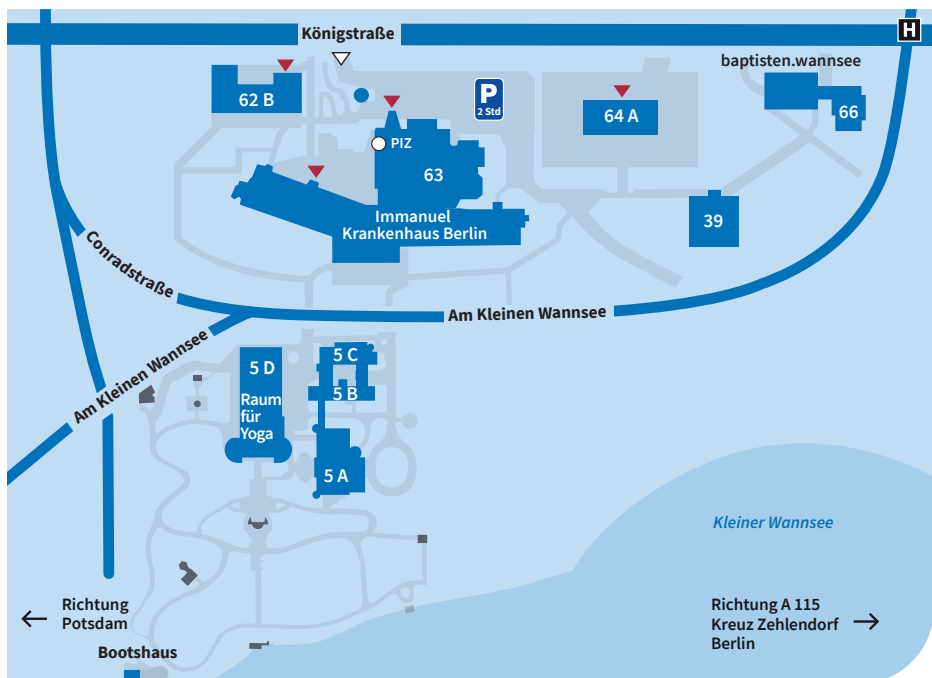 Königstraße
H
baptisten.wannsee
62 B
P
2 Std
64 A
66
PIZ
63
Immanuel
Krankenhaus Berlin
39
Conradstraße
Am Kleinen Wannsee
Am Kleinen Wannsee
5 D
Raum
für
Yoga
5 C
5 B
5 A
Kleiner Wannsee
Richtung
Potsdam
Richtung A 115
Kreuz Zehlendorf
Berlin
Bootshaus